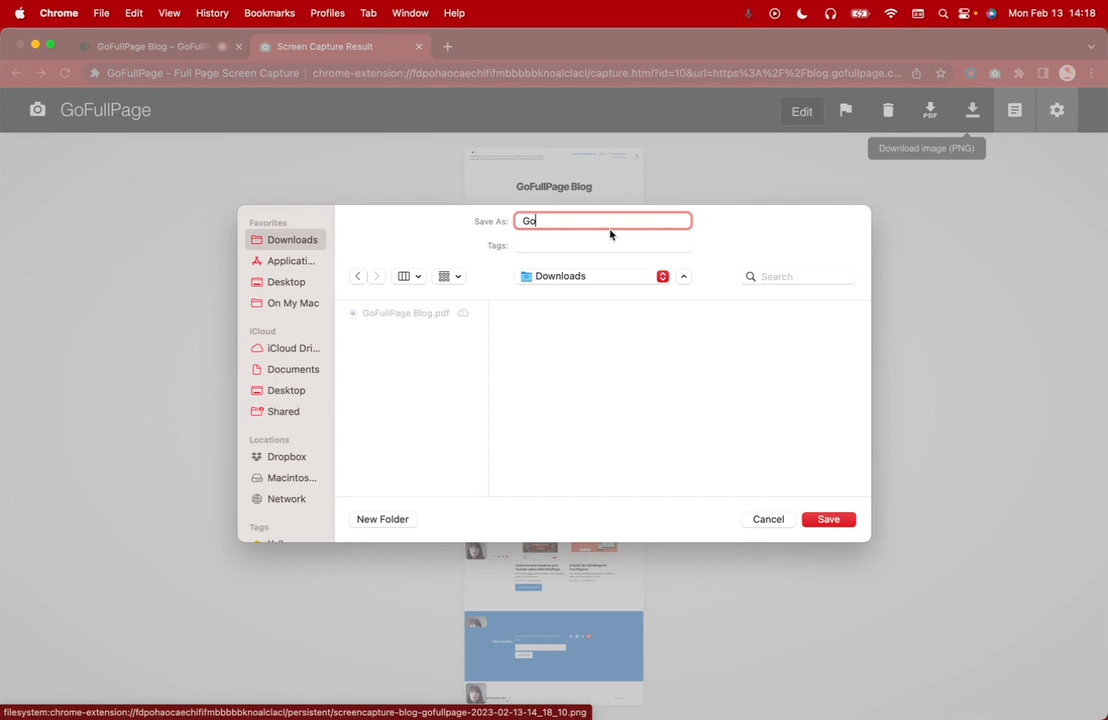 Chrome File Edit View History Bookmarks Profiles Tab Window Help Mon Feb 13 14:18
GoFullPage Blog – GoFulll Screen Capture Result
GoFullPage - Full Page Screen Capture chrome-extension://fdpohaocaechififmbbbbbknoalclacl/capture.html?id=10&url=https%3A%2F%2Fblog.gofullpage.c...
GoFullPage Edit PDF
Download image (PNG)
GoFullPage Blog
Favorites
Downloads
Applicati...
Desktop
On My Mac
iCloud
iCloud Dri...
Documents
Desktop
Shared
Locations
Dropbox
Macintos...
Network
Tags
Save As: Go
Tags:
Downloads
Search
GoFullPage Blog.pdf
New Folder Cancel Save
filesystem:chrome-extension://fdpohaocaechififmbbbbbknoalclacl/persistent/screencapture-blog-gofullpage-2023-02-13-14_18_10.png